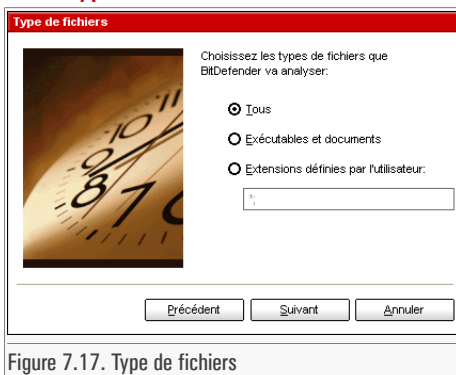 Type de fichiers
Choisissez les types de fichiers que
BitDefender va analyser:
Tous
Exécutables et documents
Extensions définies par l'utilisateur:
Précédent
Suivant
Annuler
Figure 7.17. Type de fichiers